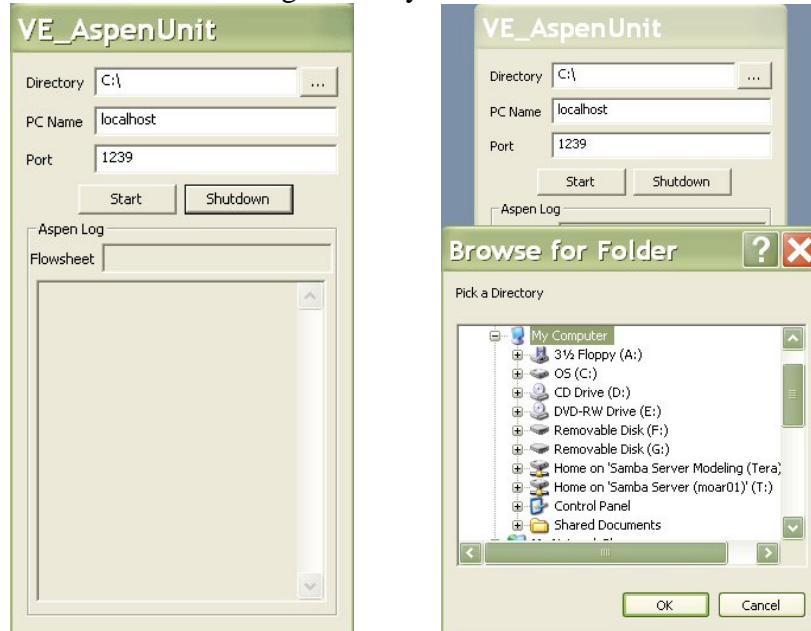 VE_AspenUnit
Directory C:\ ...
PC Name localhost
Port 1239
Start Shutdown
Aspen Log
Flowsheet
VE_AspenUnit
Directory C:\ ...
PC Name localhost
Port 1239
Start Shutdown
Aspen Log
Browse for Folder ? X
Pick a Directory
My Computer
3½ Floppy (A:)
OS (C:)
CD Drive (D:)
DVD-RW Drive (E:)
Removable Disk (F:)
Removable Disk (G:)
Home on 'Samba Server Modeling (Tera)
Home on 'Samba Server (moar01)' (T:)
Control Panel
Shared Documents
OK Cancel